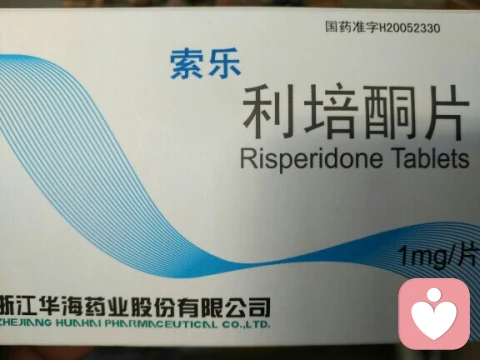 国药准字H20052330
索乐
利培酮片
Risperidone Tablets
1mg/片
浙江华海药业股份有限公司
ZHEJIANG HUAHAI PHARMACEUTICAL CO.,LTD.